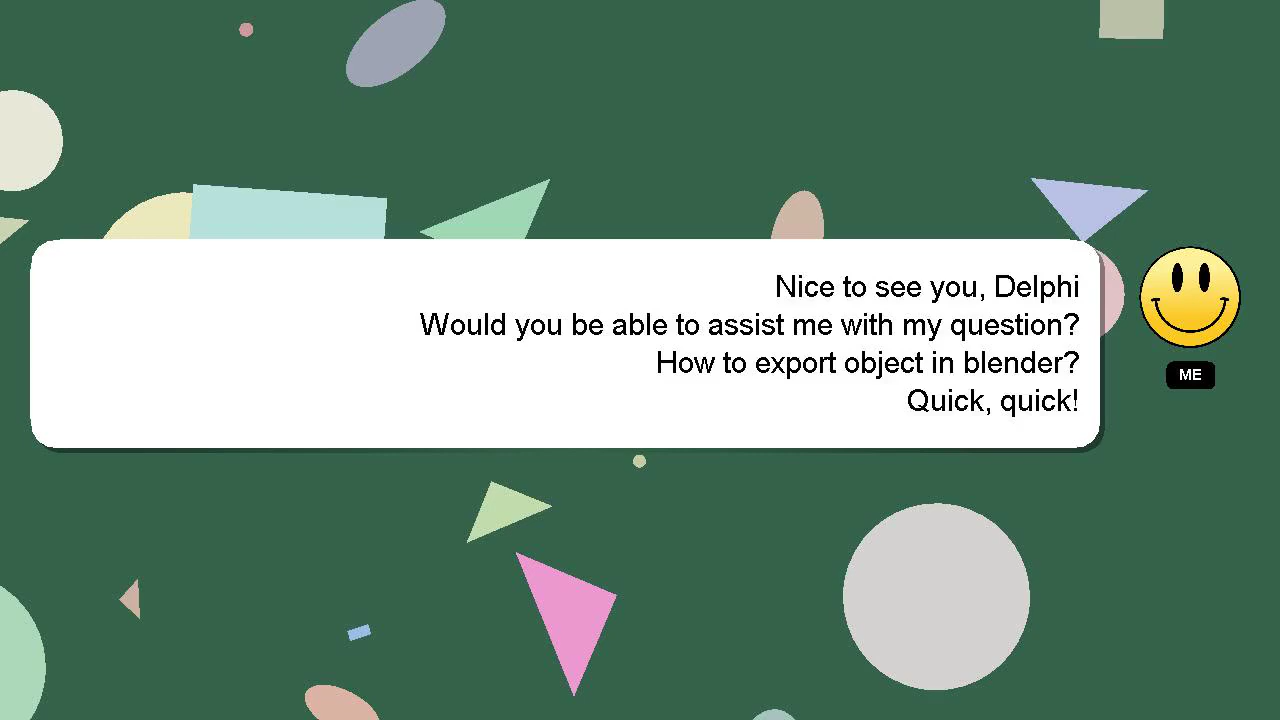 Nice to see you, Delphi
Would you be able to assist me with my question?
How to export object in blender?
Quick, quick!
ME